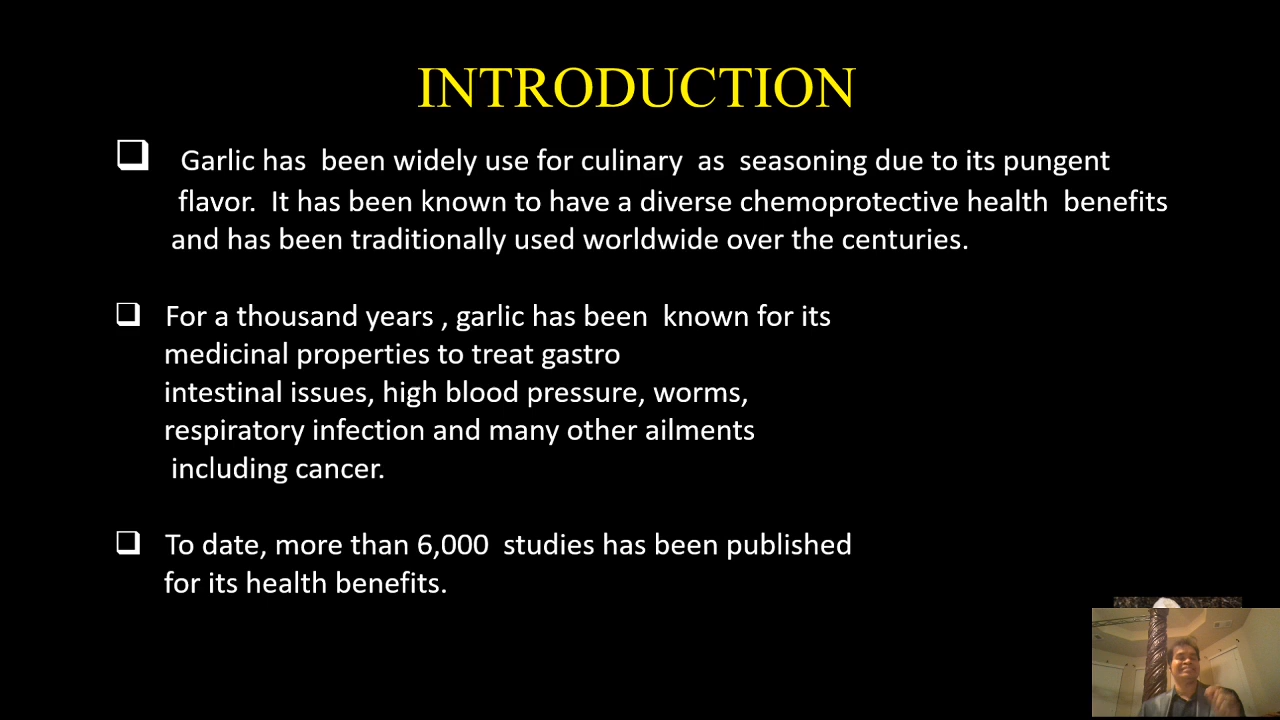 INTRODUCTION
Garlic has been widely use for culinary as seasoning due to its pungent
flavor. It has been known to have a diverse chemoprotective health benefits
and has been traditionally used worldwide over the centuries.
For a thousand years , garlic has been known for its
medicinal properties to treat gastro
intestinal issues, high blood pressure, worms,
respiratory infection and many other ailments
including cancer.
To date, more than 6,000 studies has been published
for its health benefits.